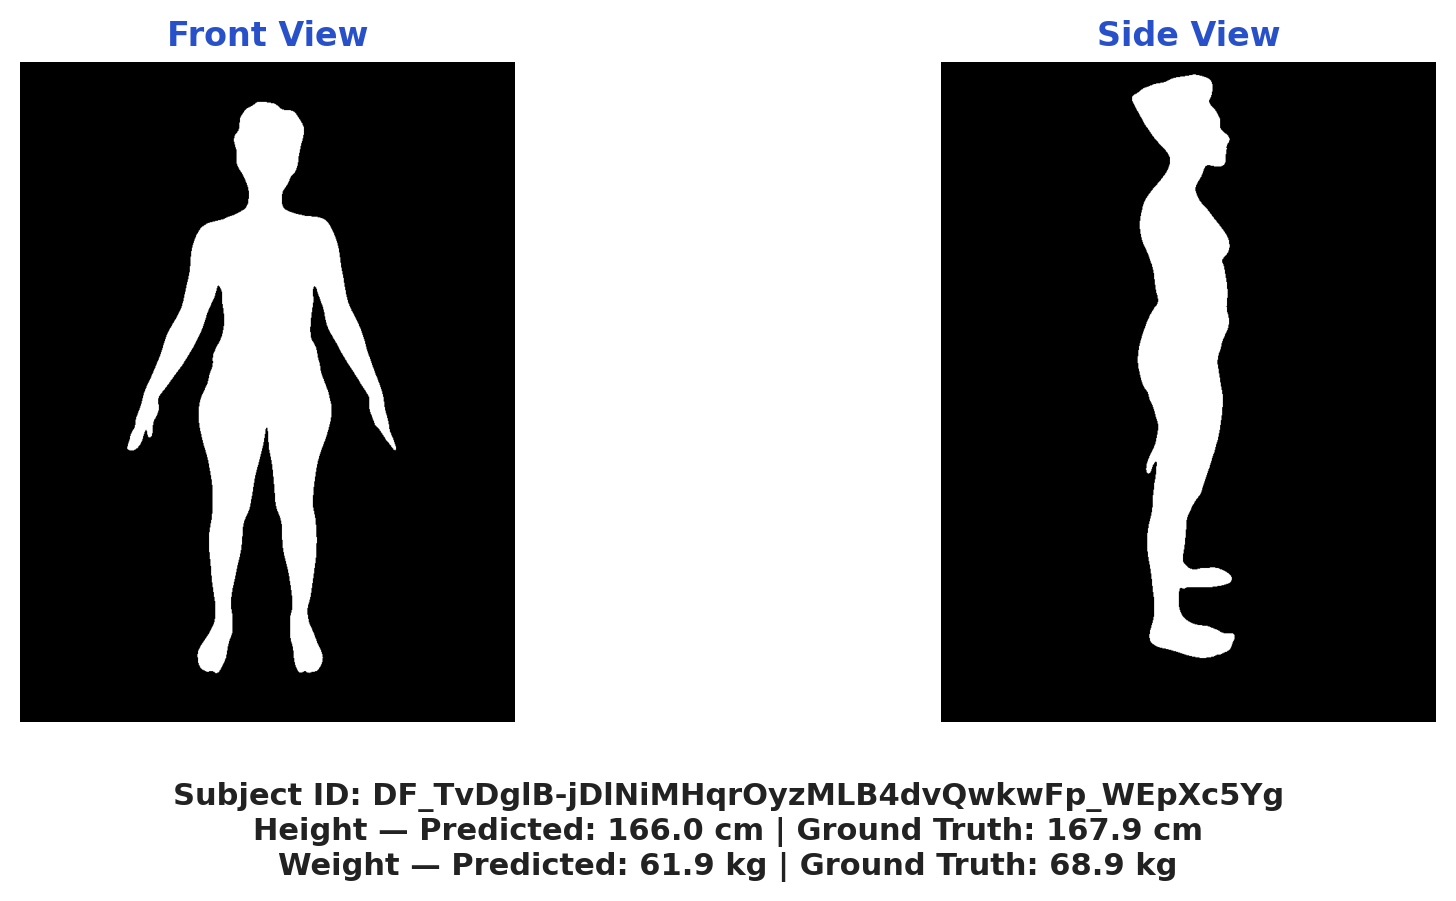 Front View
Side View
Subject ID: DF_TvDglB-jDlNiMHqrOyzMLB4dvQwkwFp_WEpXc5Yg
Height — Predicted: 166.0 cm | Ground Truth: 167.9 cm
Weight — Predicted: 61.9 kg | Ground Truth: 68.9 kg